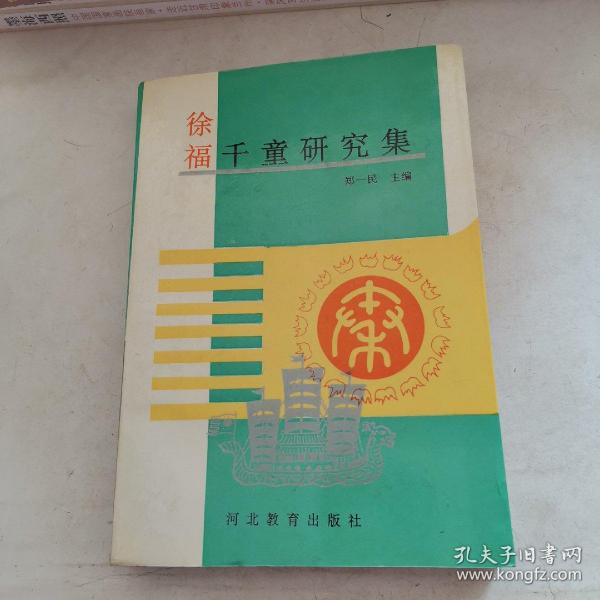 徐福千童研究集
郑一民 主编
秦
河北教育出版社
孔夫子旧书网
www.kongfz.com